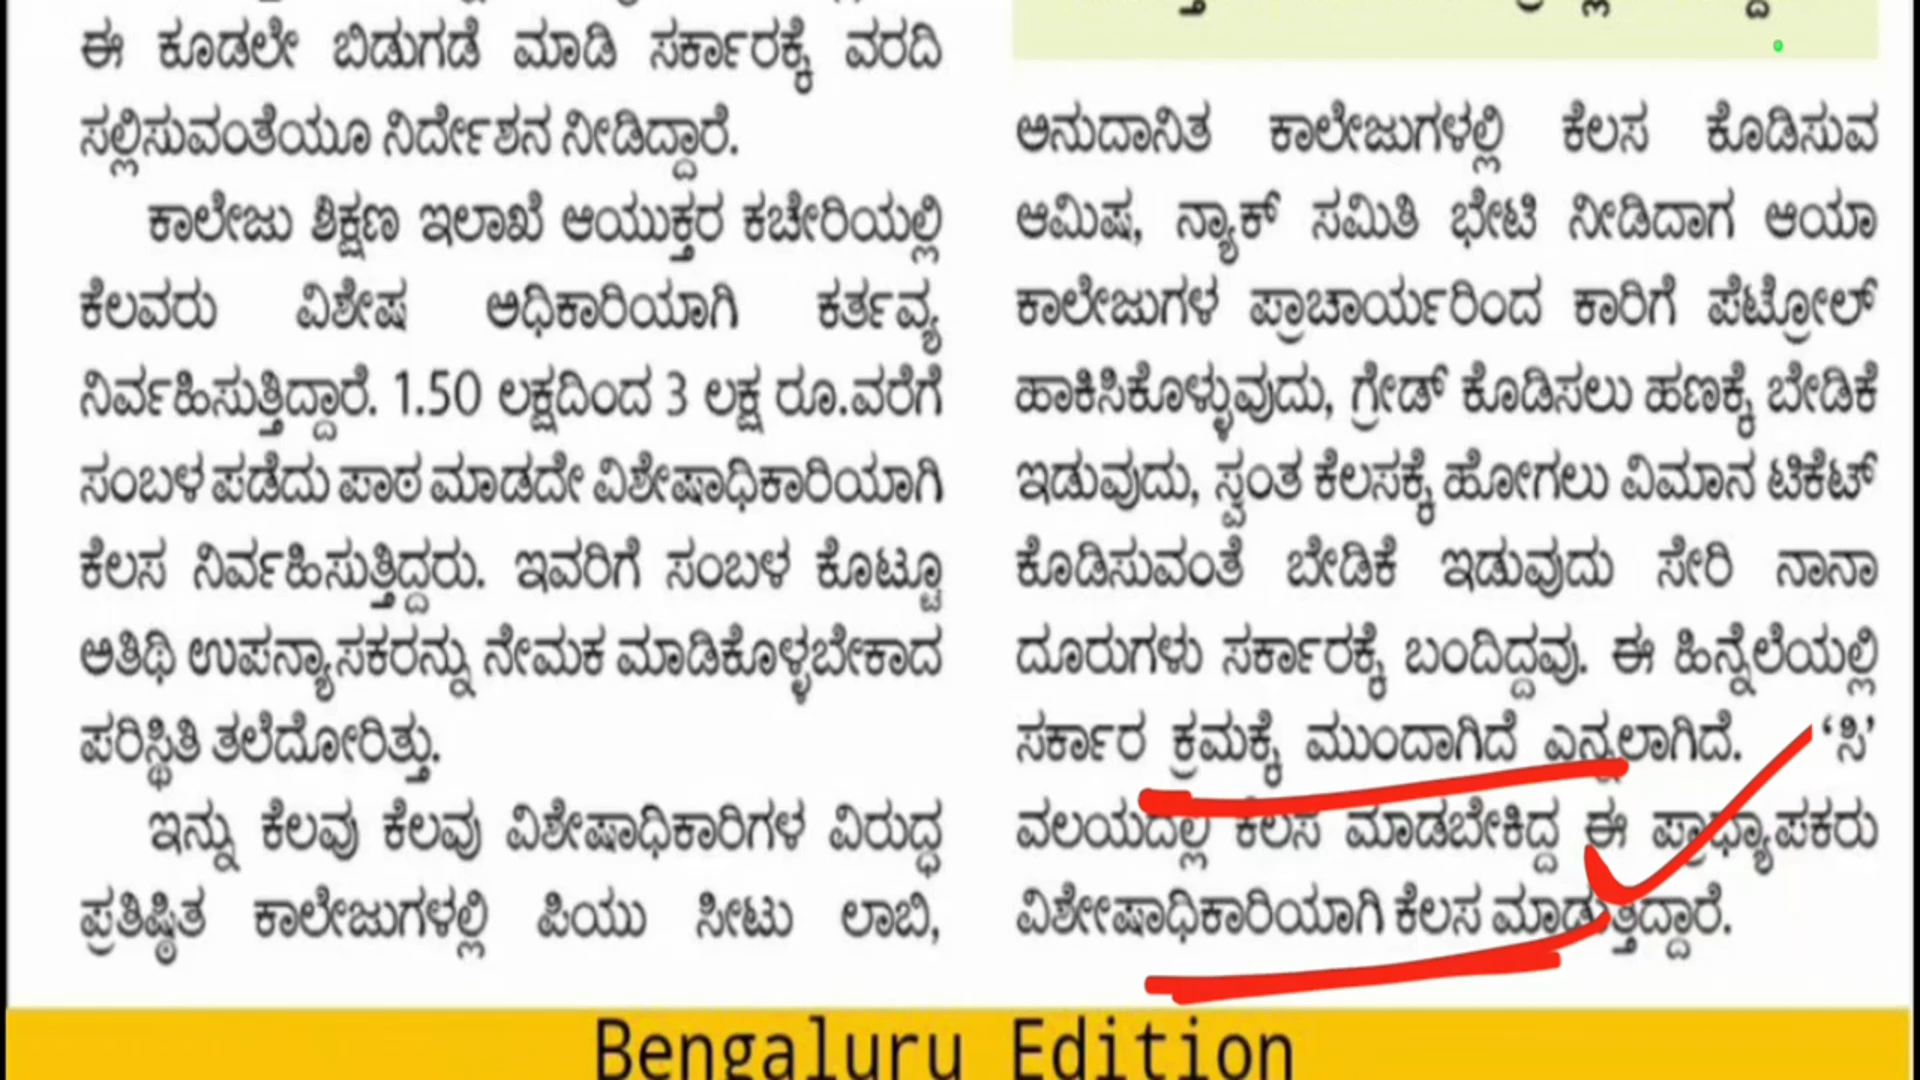 ಈ ಕೂಡಲೇ ಬಿಡುಗಡೆ ಮಾಡಿ ಸರ್ಕಾರಕ್ಕೆ ವರದಿ
ಸಲ್ಲಿಸುವಂತೆಯೂ ನಿರ್ದೇಶನ ನೀಡಿದ್ದಾರೆ.
ಕಾಲೇಜು ಶಿಕ್ಷಣ ಇಲಾಖೆ ಆಯುಕ್ತರ ಕಚೇರಿಯಲ್ಲಿ
ಕೆಲವರು ವಿಶೇಷ ಅಧಿಕಾರಿಯಾಗಿ ಕರ್ತವ್ಯ
ನಿರ್ವಹಿಸುತ್ತಿದ್ದಾರೆ. 1.50 ಲಕ್ಷದಿಂದ 3 ಲಕ್ಷ ರೂ.ವರೆಗೆ
ಸಂಬಳ ಪಡೆದು ಪಾಠ ಮಾಡದೇ ವಿಶೇಷಾಧಿಕಾರಿಯಾಗಿ
ಕೆಲಸ ನಿರ್ವಹಿಸುತ್ತಿದ್ದರು. ಇವರಿಗೆ ಸಂಬಳ ಕೊಟ್ಟೂ
ಅತಿಥಿ ಉಪನ್ಯಾಸಕರನ್ನು ನೇಮಕ ಮಾಡಿಕೊಳ್ಳಬೇಕಾದ
ಪರಿಸ್ಥಿತಿ ತಲೆದೋರಿತ್ತು.
ಇನ್ನು ಕೆಲವು ಕೆಲವು ವಿಶೇಷಾಧಿಕಾರಿಗಳ ವಿರುದ್ಧ
ಪ್ರತಿಷ್ಠಿತ ಕಾಲೇಜುಗಳಲ್ಲಿ ಪಿಯು ಸೀಟು ಲಾಬಿ,
ಅನುದಾನಿತ ಕಾಲೇಜುಗಳಲ್ಲಿ ಕೆಲಸ ಕೊಡಿಸುವ
ಆಮಿಷ, ನ್ಯಾಕ್ ಸಮಿತಿ ಭೇಟಿ ನೀಡಿದಾಗ ಆಯಾ
ಕಾಲೇಜುಗಳ ಪ್ರಾಚಾರ್ಯರಿಂದ ಕಾರಿಗೆ ಪೆಟ್ರೋಲ್
ಹಾಕಿಸಿಕೊಳ್ಳುವುದು, ಗ್ರೇಡ್ ಕೊಡಿಸಲು ಹಣಕ್ಕೆ ಬೇಡಿಕೆ
ಇಡುವುದು, ಸ್ವಂತ ಕೆಲಸಕ್ಕೆ ಹೋಗಲು ವಿಮಾನ ಟಿಕೆಟ್
ಕೊಡಿಸುವಂತೆ ಬೇಡಿಕೆ ಇಡುವುದು ಸೇರಿ ನಾನಾ
ದೂರುಗಳು ಸರ್ಕಾರಕ್ಕೆ ಬಂದಿದ್ದವು. ಈ ಹಿನ್ನೆಲೆಯಲ್ಲಿ
ಸರ್ಕಾರ ಕ್ರಮಕ್ಕೆ ಮುಂದಾಗಿದೆ ಎನ್ನಲಾಗಿದೆ. ‘ಸಿ’
ವಲಯದಲ್ಲಿ ಕೆಲಸ ಮಾಡಬೇಕಿದ್ದ ಈ ಪ್ರಾಧ್ಯಾಪಕರು
ವಿಶೇಷಾಧಿಕಾರಿಯಾಗಿ ಕೆಲಸ ಮಾಡುತ್ತಿದ್ದಾರೆ.
Bengaluru Edition